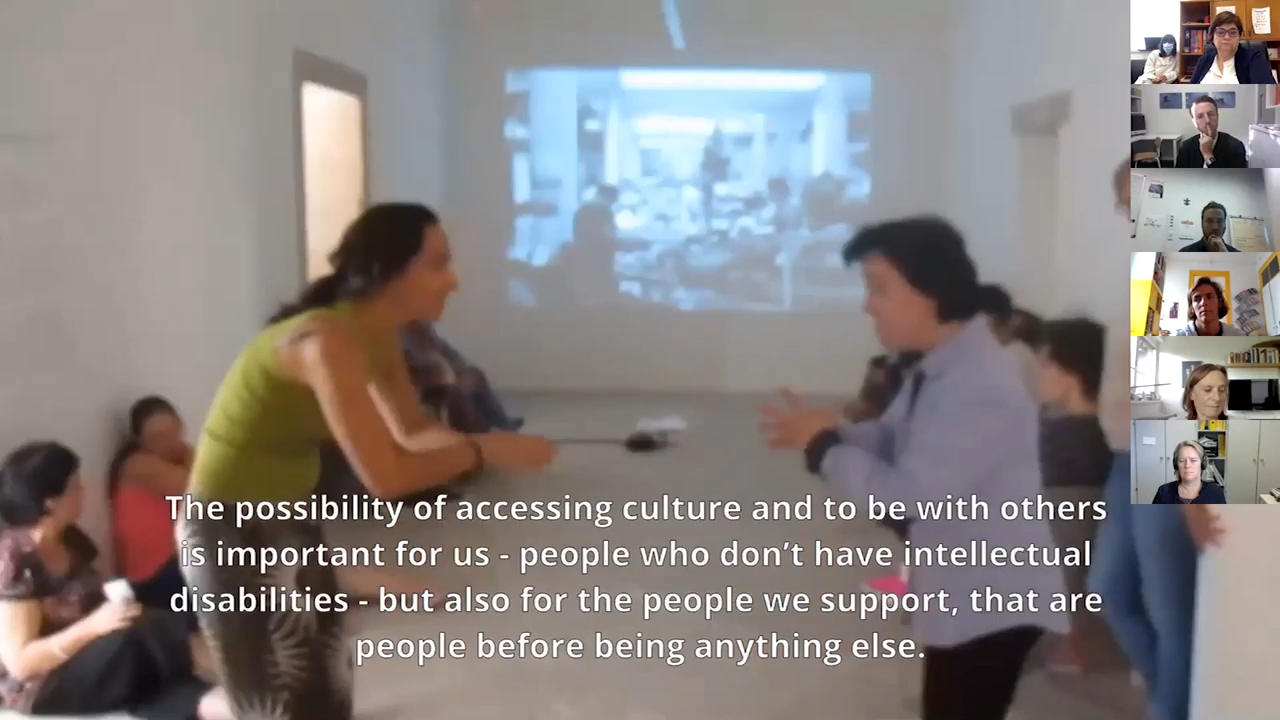 The possibility of accessing culture and to be with others
is important for us - people who don’t have intellectual
disabilities - but also for the people we support, that are
people before being anything else.